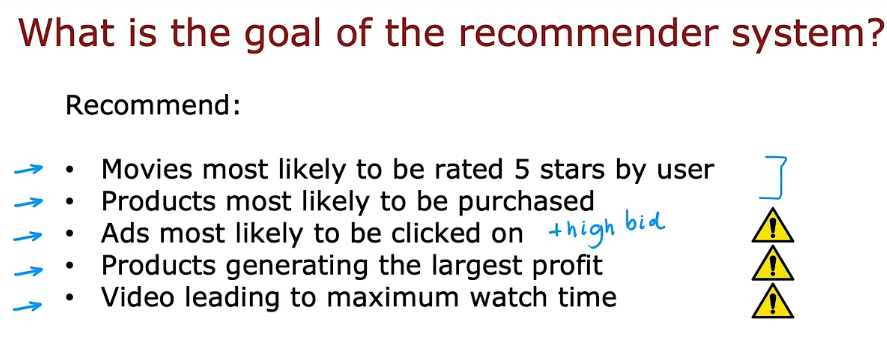 What is the goal of the recommender system?
Recommend:
• Movies most likely to be rated 5 stars by user
• Products most likely to be purchased
• Ads most likely to be clicked on +high bid
• Products generating the largest profit
• Video leading to maximum watch time